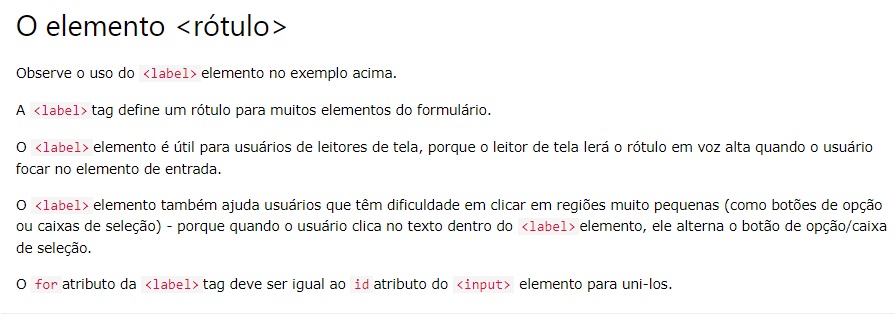 O elemento <rótulo>
Observe o uso do <label> elemento no exemplo acima.
A <label> tag define um rótulo para muitos elementos do formulário.
O <label> elemento é útil para usuários de leitores de tela, porque o leitor de tela lerá o rótulo em voz alta quando o usuário
focar no elemento de entrada.
O <label> elemento também ajuda usuários que têm dificuldade em clicar em regiões muito pequenas (como botões de opção
ou caixas de seleção) - porque quando o usuário clica no texto dentro do <label> elemento, ele alterna o botão de opção/caixa
de seleção.
O for atributo da <label> tag deve ser igual ao id atributo do <input> elemento para uni-los.